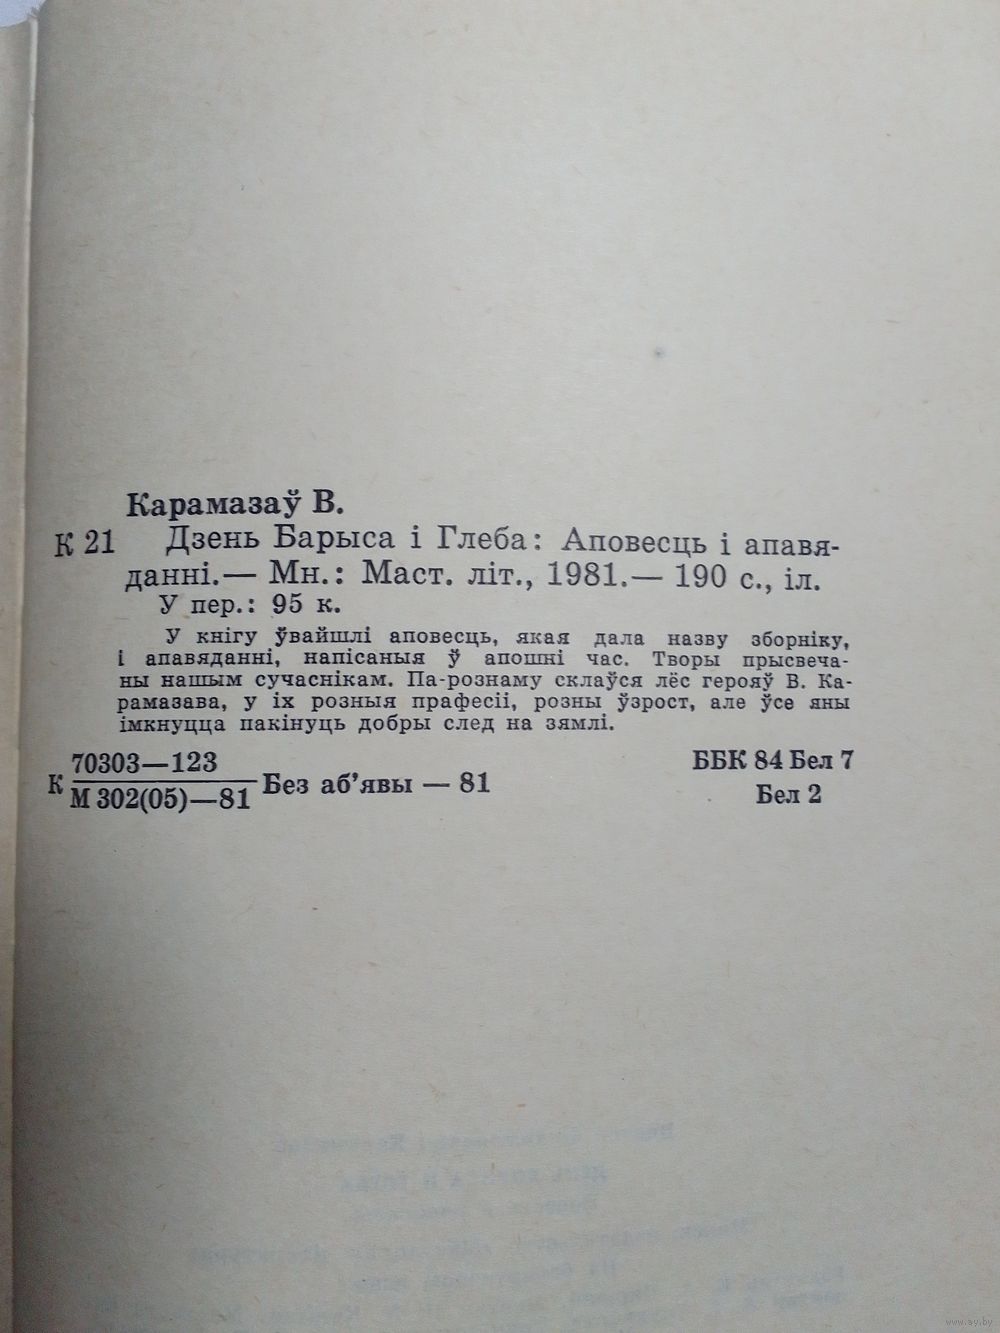 Карамазаў В.
К 21 Дзень Барыса і Глеба: Аповесць і апавя-
данні.— Мн.: Маст. літ., 1981.— 190 с., іл.
У пер.: 95 к.
У кнігу ўвайшлі аповесць, якая дала назву зборніку,
і апавяданні, напісаныя ў апошні час. Творы прысвеча-
ны нашым сучаснікам. Па-рознаму склаўся лёс герояў В. Ка-
рамазава, у іх розныя прафесіі, розны ўзрост, але ўсе яны
імкнуцца пакінуць добры след на зямлі.
К 70303—123
М 302(05)—81 Без аб’явы — 81
ББК 84 Бел 7
Бел 2
www.ay.by